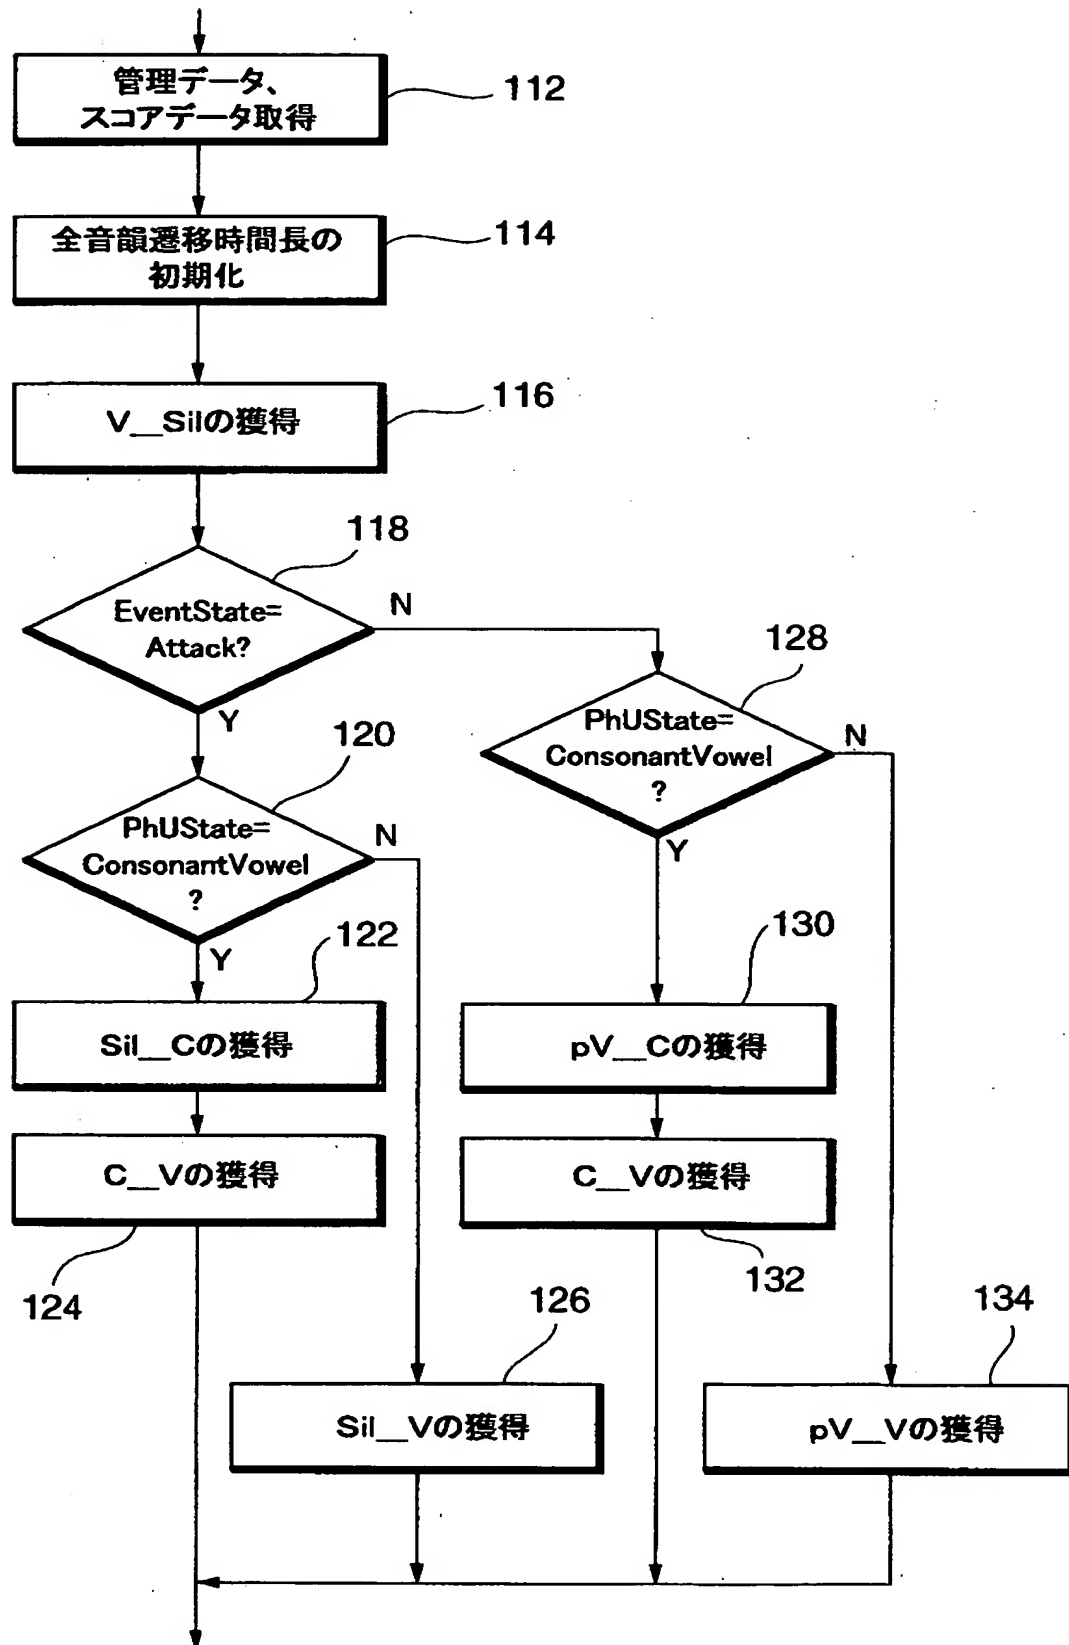 管理データ、
スコアデータ取得
112
全音韻遷移時間長の
初期化
114
V__Silの獲得
116
118
EventState=
Attack?
N
Y
128
PhUState=
ConsonantVowel
?
N
Y
120
PhUState=
ConsonantVowel
?
N
Y
122
Sil__Cの獲得
130
pV__Cの獲得
C__Vの獲得
124
C__Vの獲得
132
126
Sil__Vの獲得
134
pV__Vの獲得